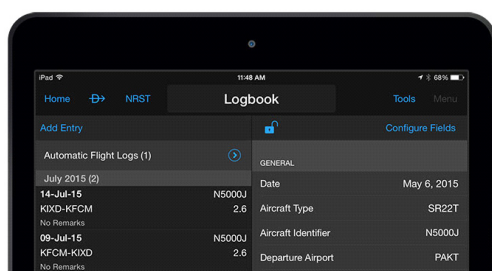 iPad 11:48 AM 68%
Home NRST Logbook Tools Menu
Add Entry Configure Fields
Automatic Flight Logs (1)
July 2015 (2)
14-Jul-15 N5000J
KIXD-KFCM 2.6
No Remarks
09-Jul-15 N5000J
KFCM-KIXD 2.6
No Remarks
GENERAL
Date May 6, 2015
Aircraft Type SR22T
Aircraft Identifier N5000J
Departure Airport PAKT